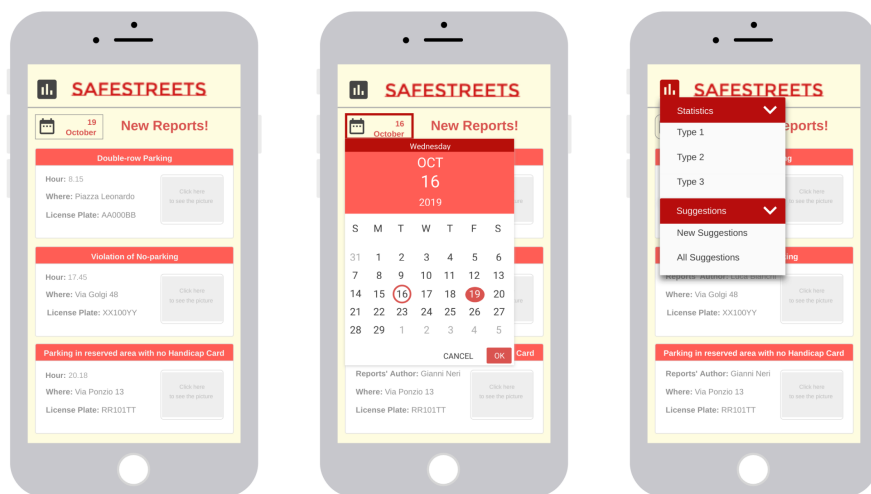 SAFESTREETS
19
October
New Reports!
Double-row Parking
Hour: 8.15
Where: Piazza Leonardo
License Plate: AA000BB
Click here
to see the picture
Violation of No-parking
Hour: 17.45
Where: Via Golgi 48
License Plate: XX100YY
Click here
to see the picture
Parking in reserved area with no Handicap Card
Hour: 20.18
Where: Via Ponzio 13
License Plate: RR101TT
Click here
to see the picture
SAFESTREETS
16
October
New Reports!
Wednesday
OCT
16
2019
S M T W T F S
31 1 2 3 4 5 6
7 8 9 10 11 12 13
14 15 16 17 18 19 20
21 22 23 24 25 26 27
28 29 1 2 3 4 5
CANCEL OK
Card
Reports' Author: Gianni Neri
Where: Via Ponzio 13
License Plate: RR101TT
Click here
to see the picture
SAFESTREETS
Statistics
Type 1
Type 2
Type 3
Suggestions
New Suggestions
All Suggestions
eports!
Click here
to see the picture
Reports' Author: Luca Bianchi
Where: Via Golgi 48
License Plate: XX100YY
Click here
to see the picture
Parking in reserved area with no Handicap Card
Reports' Author: Gianni Neri
Where: Via Ponzio 13
License Plate: RR101TT
Click here
to see the picture